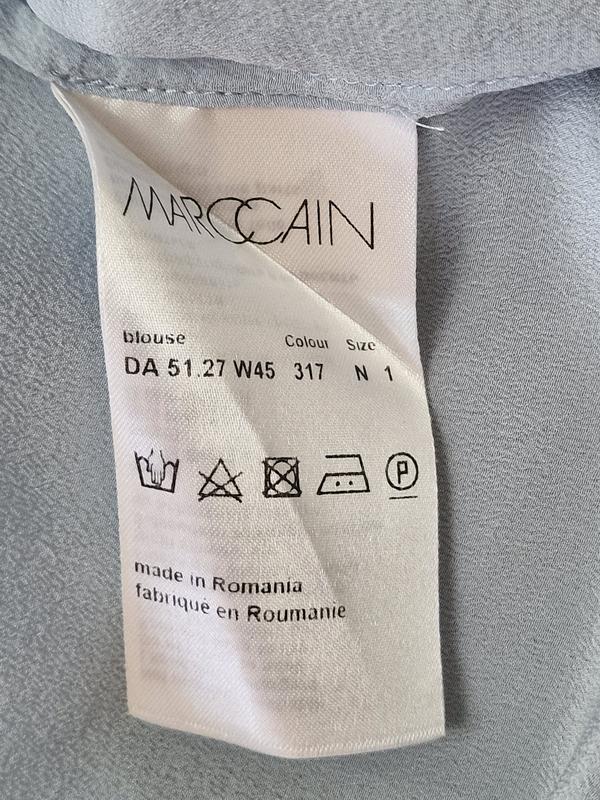 MARCCAIN
blouse Colour Size
DA 51.27 W45 317 N 1
P
made in Romania
fabriqué en Roumanie